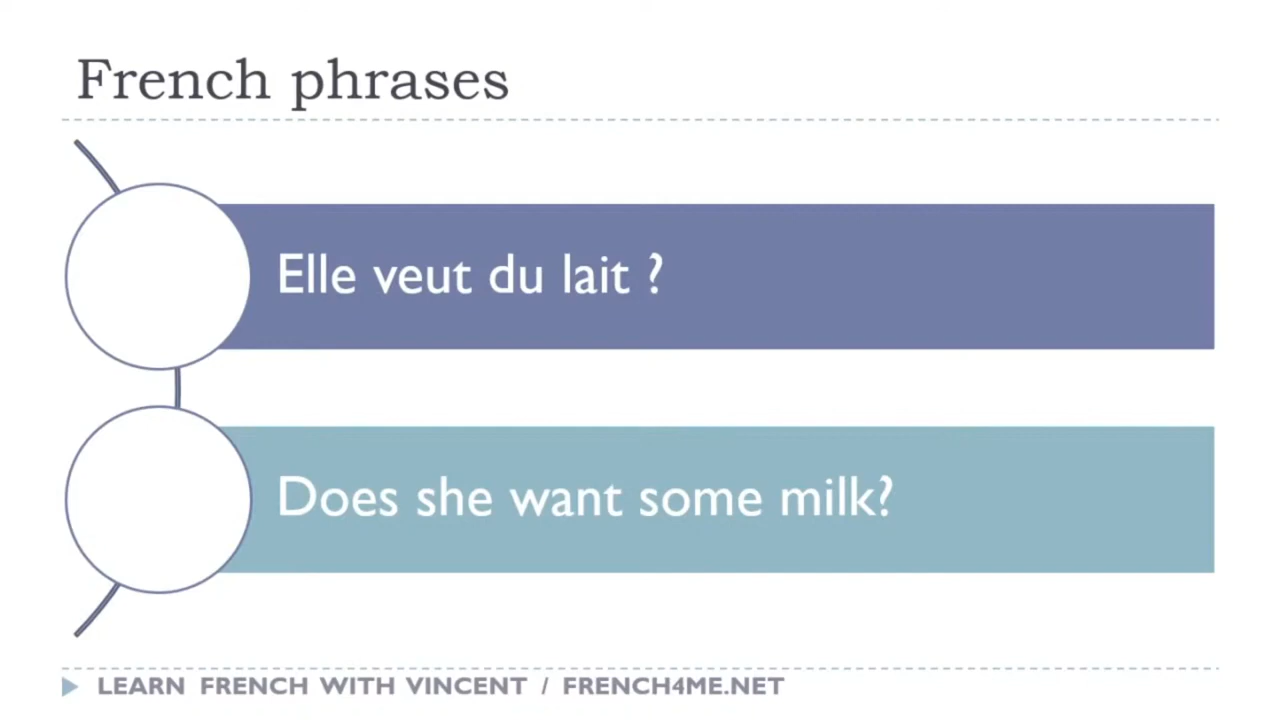 French phrases
Elle veut du lait ?
Does she want some milk?
LEARN FRENCH WITH VINCENT / FRENCH4ME.NET